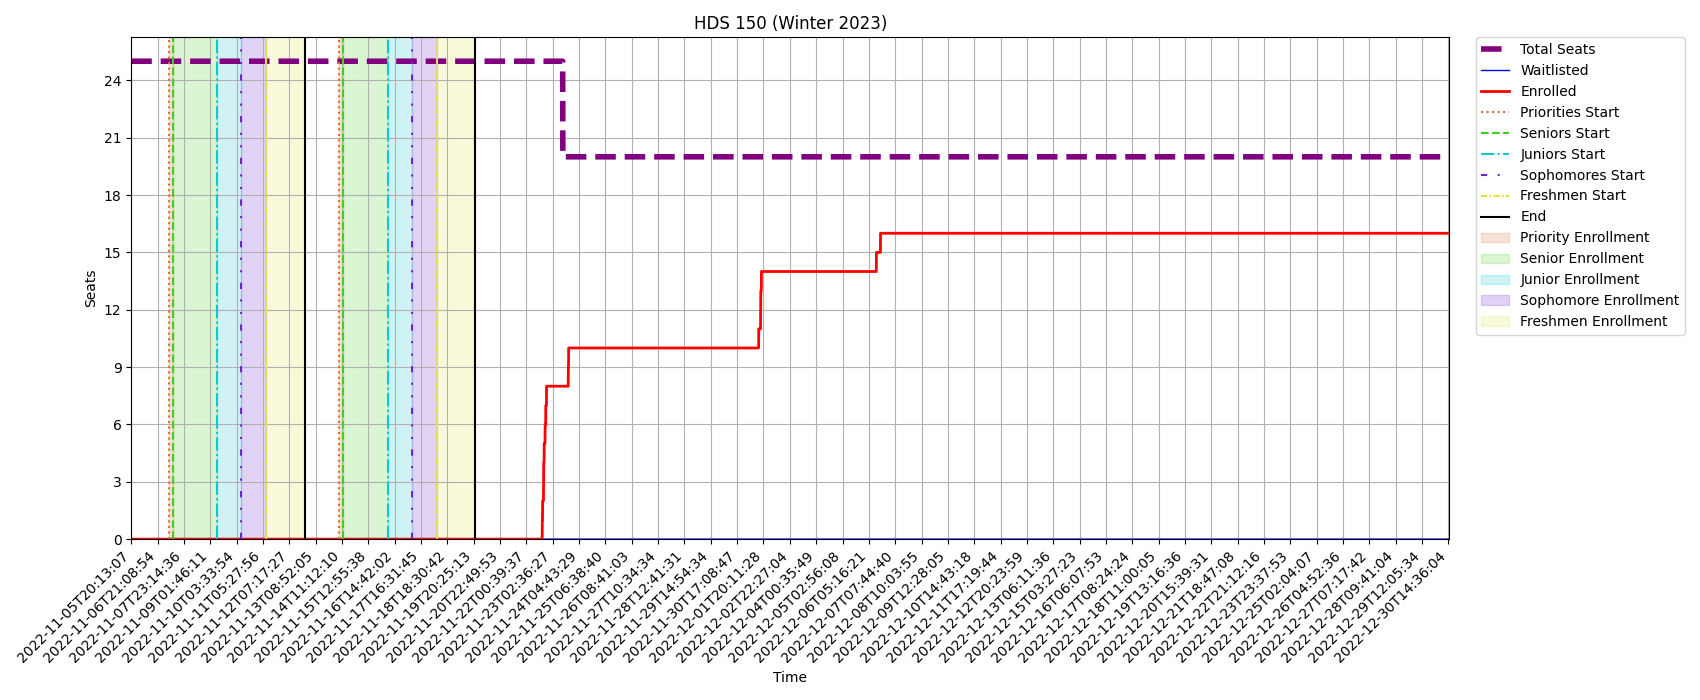 HDS 150 (Winter 2023)
Seats
24
21
18
15
12
9
6
3
0
2022-11-05T20:13:07
2022-11-06T21:08:54
2022-11-07T23:14:36
2022-11-09T01:46:11
2022-11-10T03:33:54
2022-11-11T05:27:56
2022-11-12T07:17:27
2022-11-13T08:52:05
2022-11-14T11:12:10
2022-11-15T12:55:38
2022-11-16T14:42:02
2022-11-17T16:31:45
2022-11-18T18:30:42
2022-11-19T20:25:13
2022-11-20T22:49:53
2022-11-22T00:39:37
2022-11-23T02:36:27
2022-11-24T04:43:29
2022-11-25T06:38:40
2022-11-26T08:41:03
2022-11-27T10:34:34
2022-11-28T12:41:31
2022-11-29T14:54:34
2022-11-30T17:08:47
2022-12-01T20:11:28
2022-12-02T22:27:04
2022-12-04T00:35:49
2022-12-05T02:56:08
2022-12-06T05:16:21
2022-12-07T07:44:40
2022-12-08T10:03:55
2022-12-09T12:28:05
2022-12-10T14:43:18
2022-12-11T17:19:44
2022-12-12T20:23:59
2022-12-13T06:11:36
2022-12-15T03:27:23
2022-12-16T06:07:53
2022-12-17T08:24:24
2022-12-18T11:00:05
2022-12-19T13:16:36
2022-12-20T15:39:31
2022-12-21T18:47:08
2022-12-22T21:12:16
2022-12-23T23:37:53
2022-12-25T02:04:07
2022-12-26T04:52:36
2022-12-27T07:17:42
2022-12-28T09:41:04
2022-12-29T12:05:34
2022-12-30T14:36:04
Time
Total Seats
Waitlisted
Enrolled
Priorities Start
Seniors Start
Juniors Start
Sophomores Start
Freshmen Start
End
Priority Enrollment
Senior Enrollment
Junior Enrollment
Sophomore Enrollment
Freshmen Enrollment